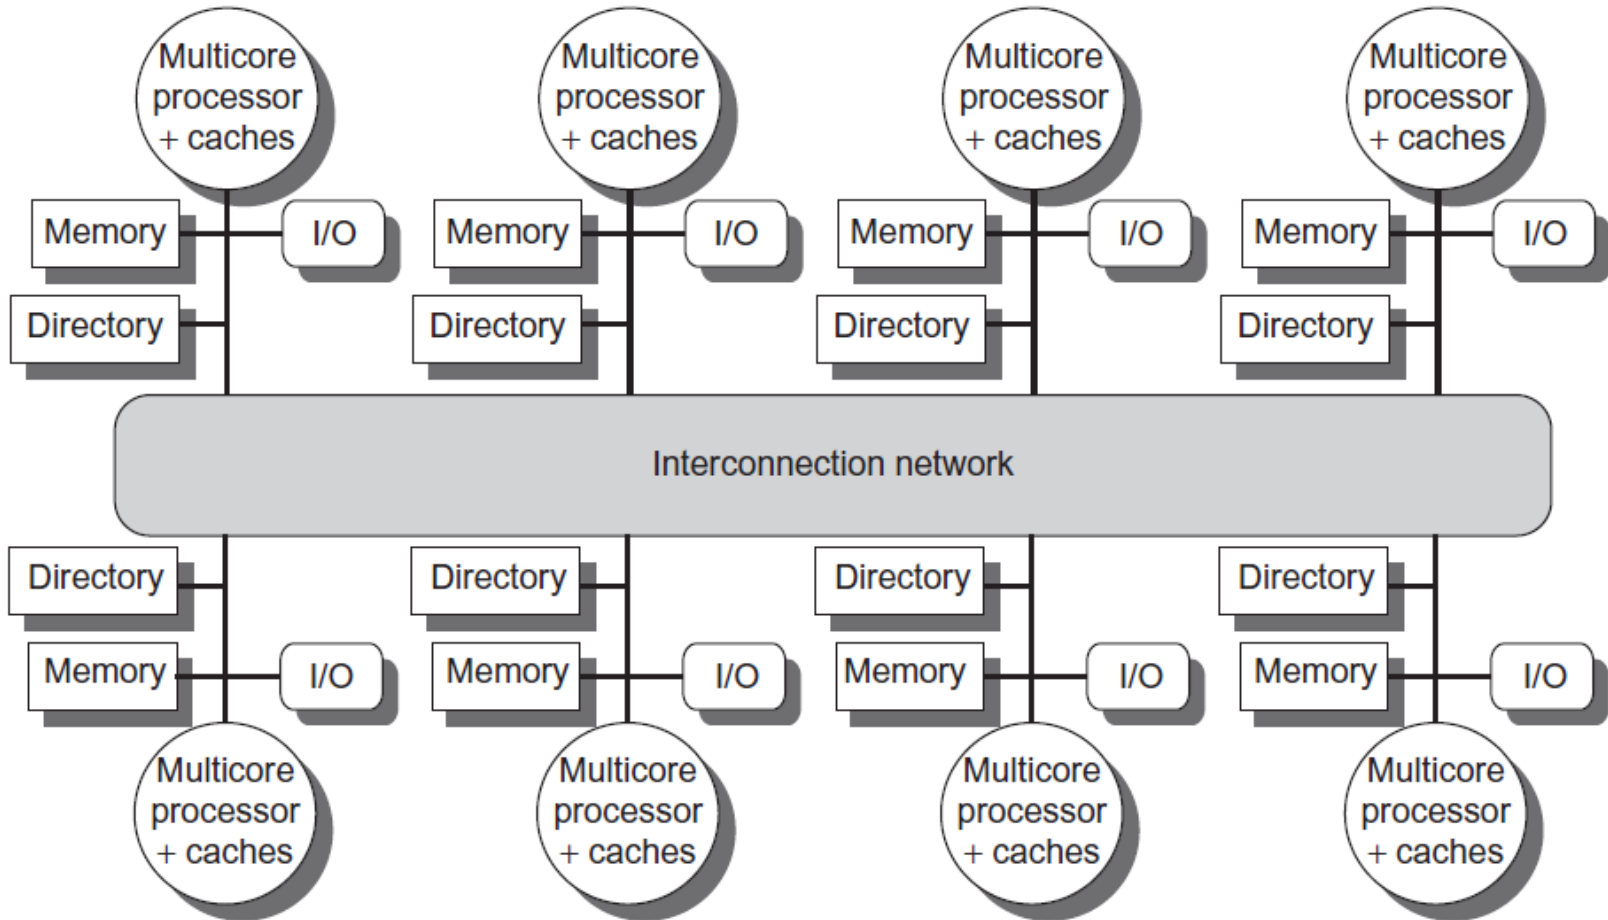 Multicore
processor
+ caches
Multicore
processor
+ caches
Multicore
processor
+ caches
Multicore
processor
+ caches
Memory
I/O
Memory
I/O
Memory
I/O
Memory
I/O
Directory
Directory
Directory
Directory
Interconnection network
Directory
Directory
Directory
Directory
Memory
I/O
Memory
I/O
Memory
I/O
Memory
I/O
Multicore
processor
+ caches
Multicore
processor
+ caches
Multicore
processor
+ caches
Multicore
processor
+ caches